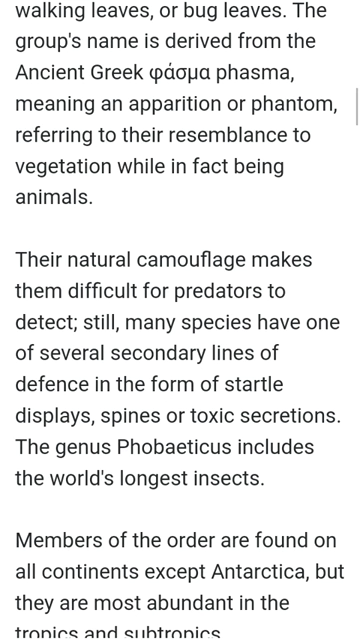 walking leaves, or bug leaves. The
group's name is derived from the
Ancient Greek φάσμα phasma,
meaning an apparition or phantom,
referring to their resemblance to
vegetation while in fact being
animals.
Their natural camouflage makes
them difficult for predators to
detect; still, many species have one
of several secondary lines of
defence in the form of startle
displays, spines or toxic secretions.
The genus Phobaeticus includes
the world's longest insects.
Members of the order are found on
all continents except Antarctica, but
they are most abundant in the
tropics and subtropics